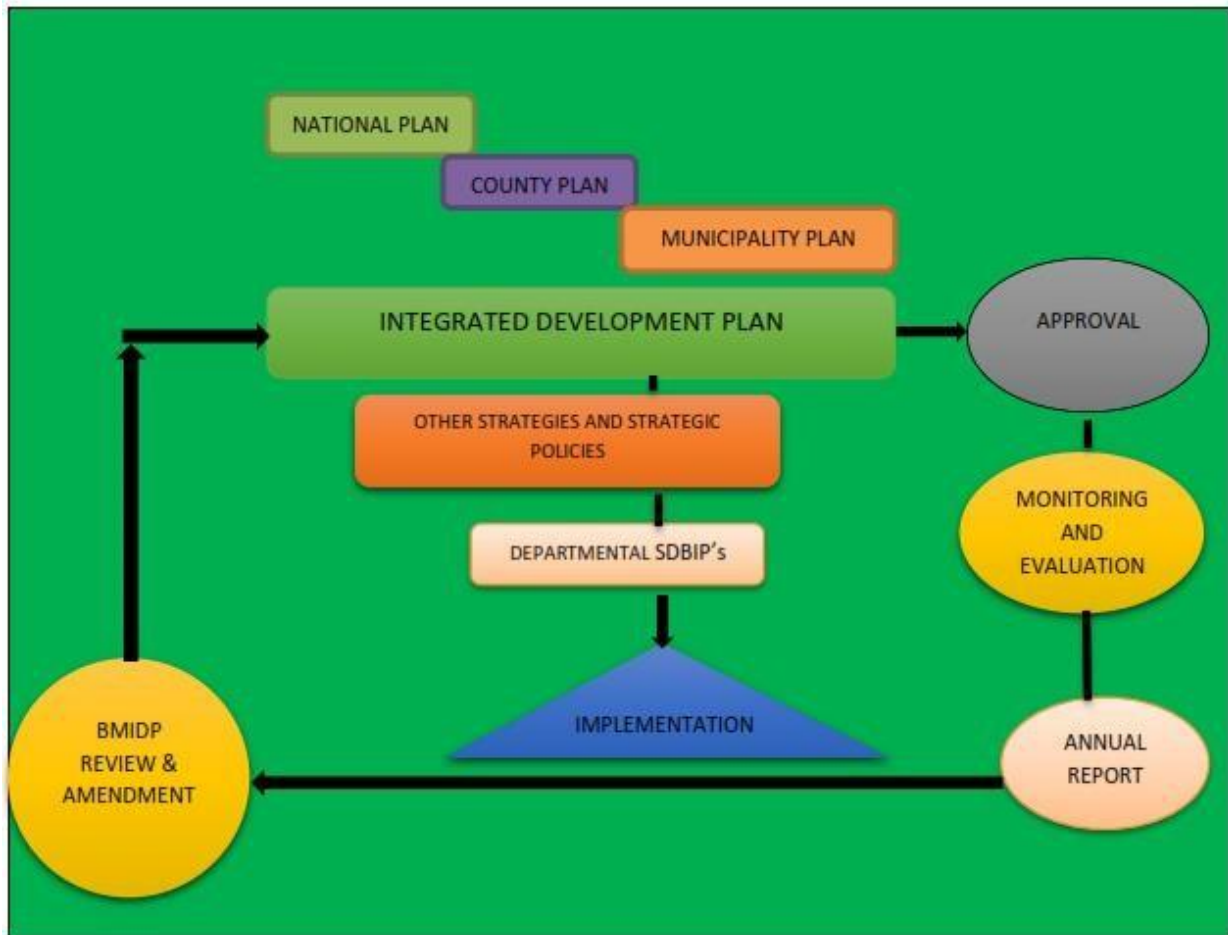 NATIONAL PLAN
COUNTY PLAN
MUNICIPALITY PLAN
INTEGRATED DEVELOPMENT PLAN
APPROVAL
OTHER STRATEGIES AND STRATEGIC
POLICIES
MONITORING
AND
EVALUATION
DEPARTMENTAL SDBIP's
IMPLEMENTATION
BMIDP
REVIEW &
AMENDMENT
ANNUAL
REPORT